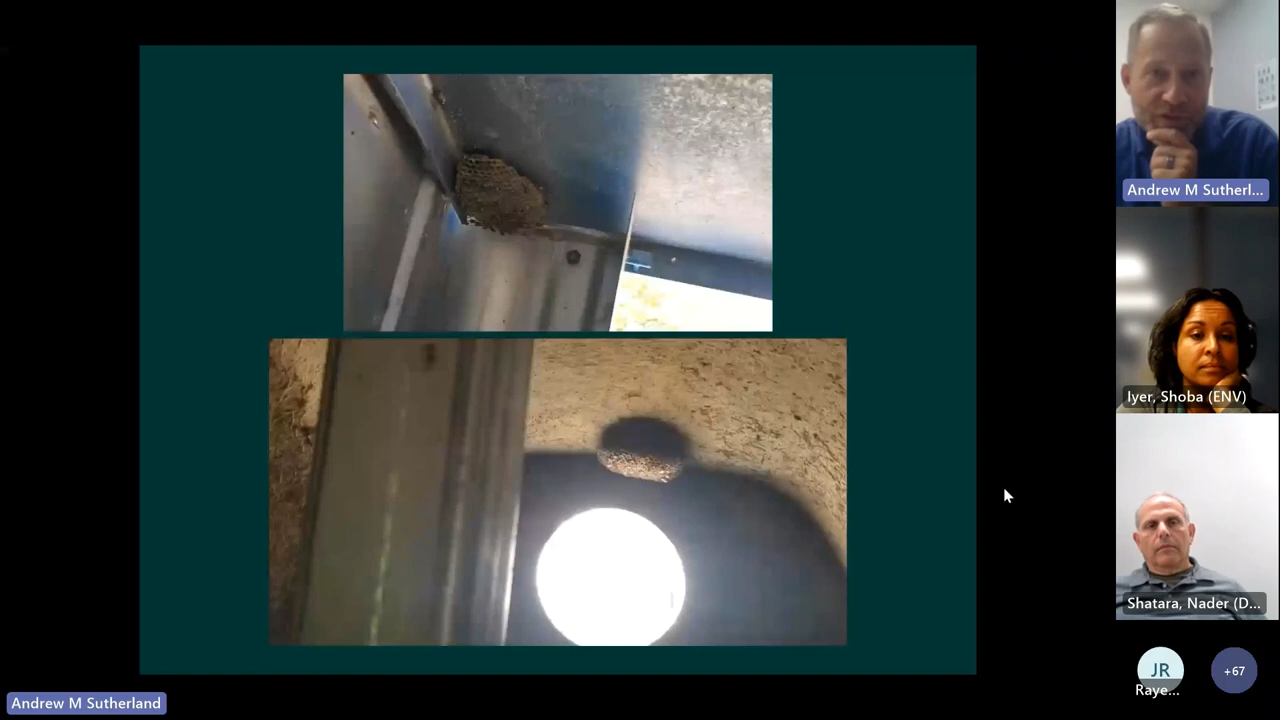 Andrew M Sutherl...
Iyer, Shoba (ENV)
Shatara, Nader (D...
JR
Raye...
+67
Andrew M Sutherland